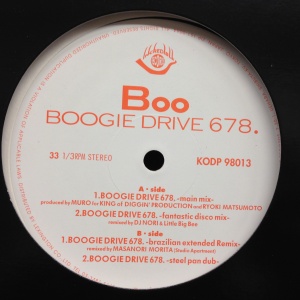 Boo
BOOGIE DRIVE 678.
33 1/3RPM STEREO
KODP 98013
A - side
1.BOOGIE DRIVE 678. -main mix-
produced by MURO for KING of DIGGIN' PRODUCTION and RYOKI MATSUMOTO
2.BOOGIE DRIVE 678. -fantastic disco mix-
remixed by DJ NORI & Little Big Bee
B - side
1.BOOGIE DRIVE 678. -brazilian extended Remix-
remixed by MASANORI MORITA (Studio Apartment)
2.BOOGIE DRIVE 678. -steel pan dub-